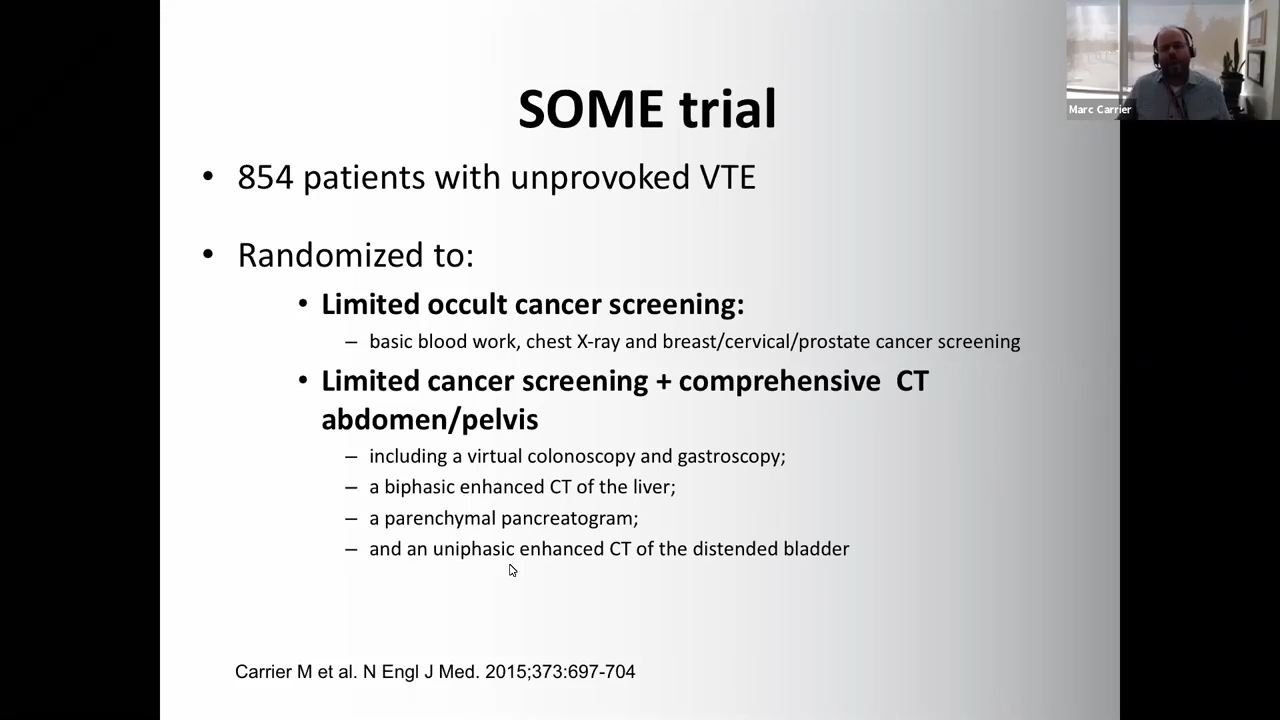 Marc Carrier
SOME trial
• 854 patients with unprovoked VTE
• Randomized to:
• Limited occult cancer screening:
– basic blood work, chest X-ray and breast/cervical/prostate cancer screening
• Limited cancer screening + comprehensive CT
abdomen/pelvis
– including a virtual colonoscopy and gastroscopy;
– a biphasic enhanced CT of the liver;
– a parenchymal pancreatogram;
– and an uniphasic enhanced CT of the distended bladder
Carrier M et al. N Engl J Med. 2015;373:697-704